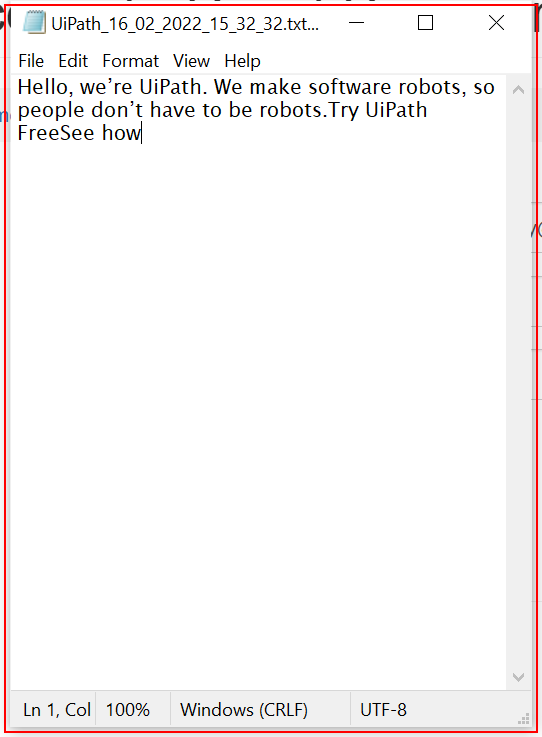 UiPath_16_02_2022_15_32_32.txt...
File Edit Format View Help
Hello, we’re UiPath. We make software robots, so
people don’t have to be robots.Try UiPath
FreeSee how
Ln 1, Col 100% Windows (CRLF) UTF-8